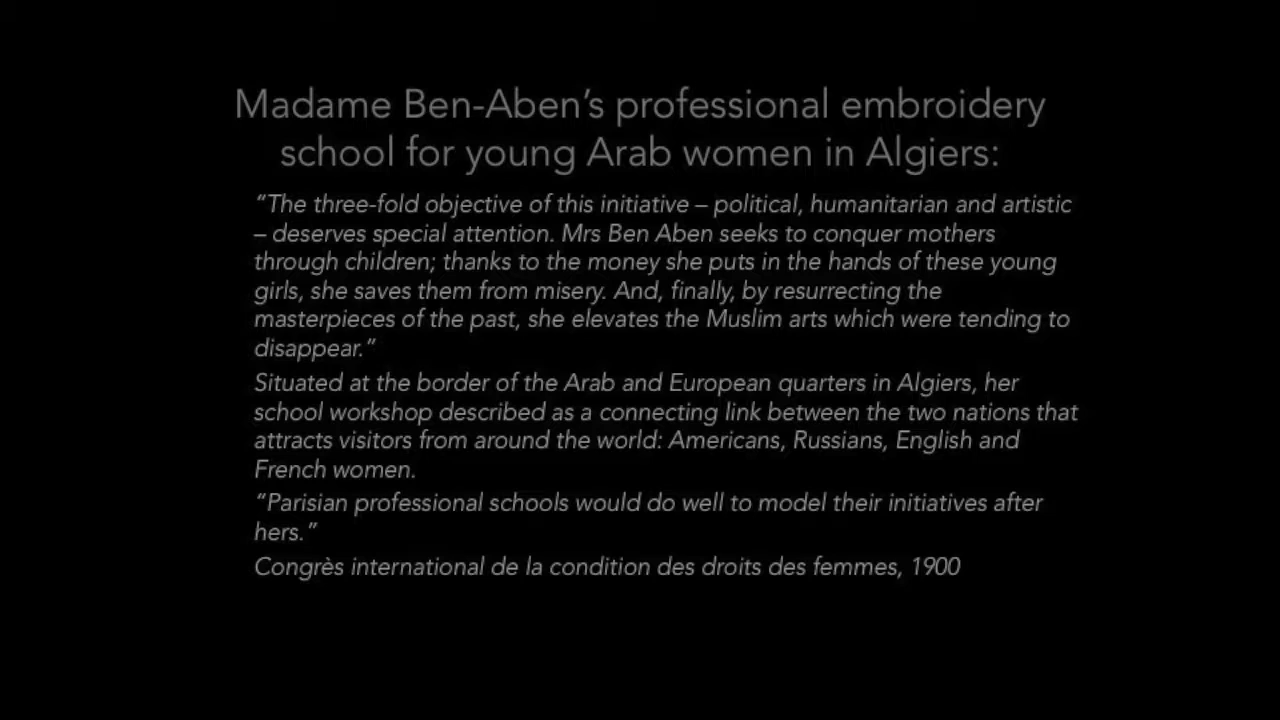 Madame Ben-Aben’s professional embroidery
school for young Arab women in Algiers:
“The three-fold objective of this initiative – political, humanitarian and artistic
– deserves special attention. Mrs Ben Aben seeks to conquer mothers
through children; thanks to the money she puts in the hands of these young
girls, she saves them from misery. And, finally, by resurrecting the
masterpieces of the past, she elevates the Muslim arts which were tending to
disappear.”
Situated at the border of the Arab and European quarters in Algiers, her
school workshop described as a connecting link between the two nations that
attracts visitors from around the world: Americans, Russians, English and
French women.
“Parisian professional schools would do well to model their initiatives after
hers.”
Congrès international de la condition des droits des femmes, 1900